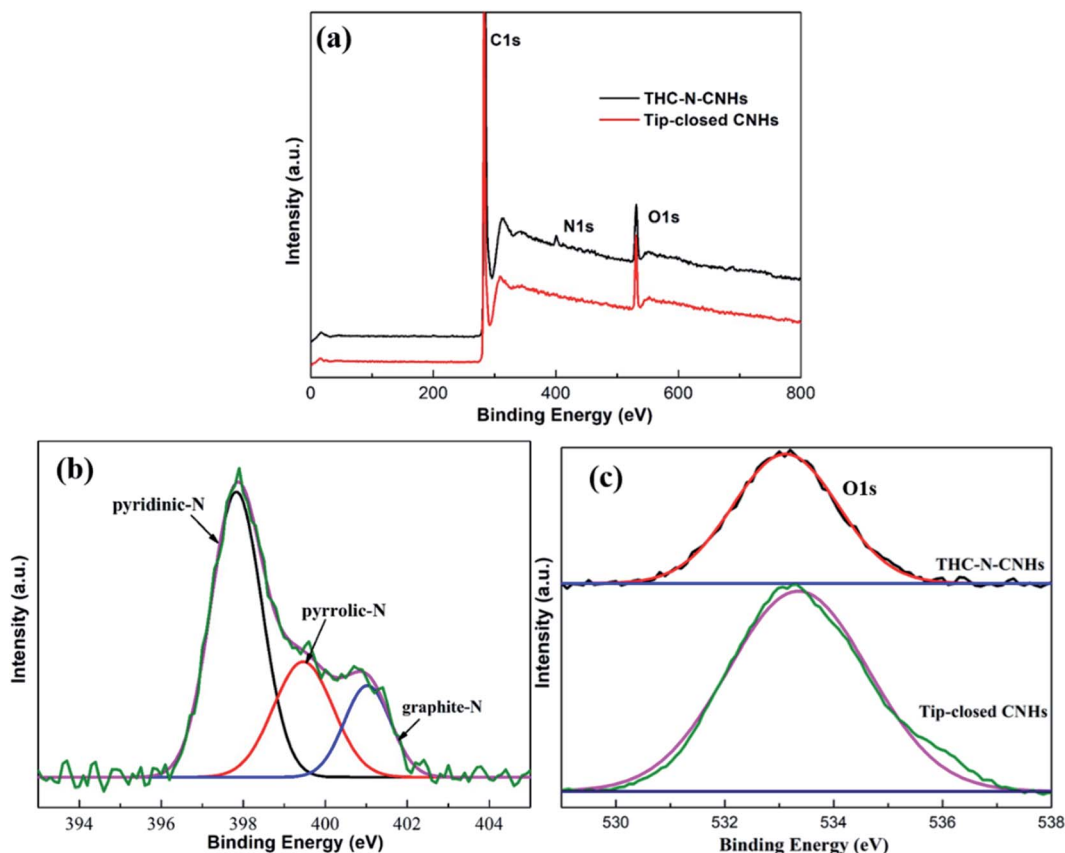 (a)
C1s
THC-N-CNHs
Tip-closed CNHs
N1s
O1s
Intensity (a.u.)
0 200 400 600 800
Binding Energy (eV)
(b)
pyridinic-N
pyrrolic-N
graphite-N
Intensity (a.u.)
394 396 398 400 402 404
Binding Energy (eV)
(c)
O1s
THC-N-CNHs
Tip-closed CNHs
Intensity (a.u.)
530 532 534 536 538
Binding Energy (eV)